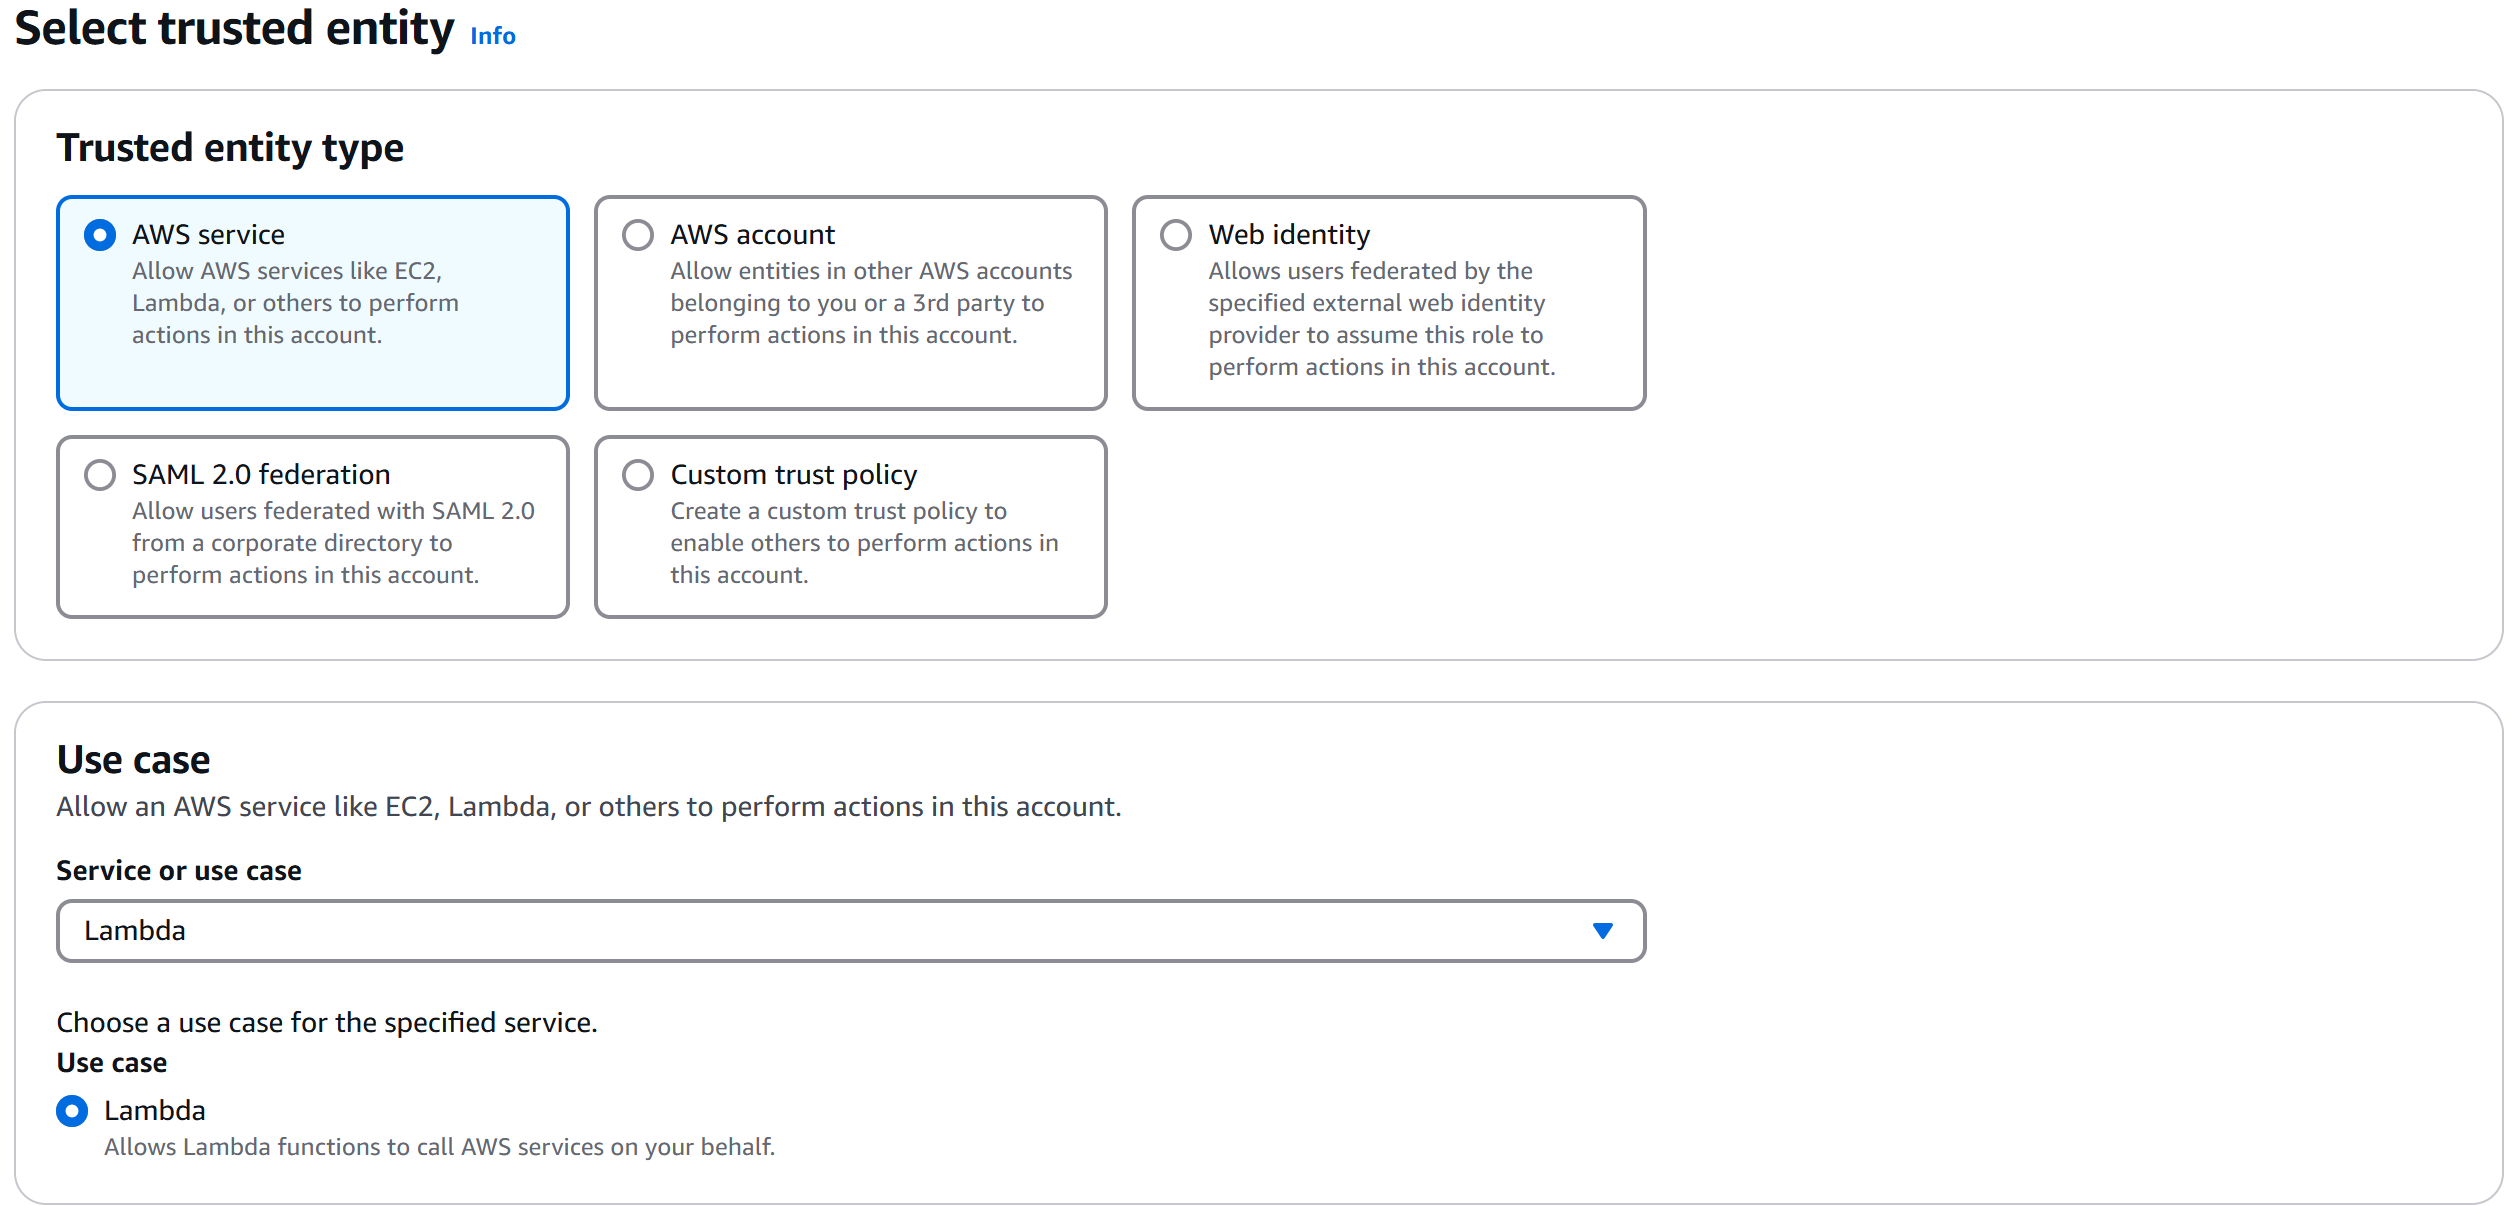 Select trusted entity Info
Trusted entity type
AWS service
Allow AWS services like EC2,
Lambda, or others to perform
actions in this account.
AWS account
Allow entities in other AWS accounts
belonging to you or a 3rd party to
perform actions in this account.
Web identity
Allows users federated by the
specified external web identity
provider to assume this role to
perform actions in this account.
SAML 2.0 federation
Allow users federated with SAML 2.0
from a corporate directory to
perform actions in this account.
Custom trust policy
Create a custom trust policy to
enable others to perform actions in
this account.
Use case
Allow an AWS service like EC2, Lambda, or others to perform actions in this account.
Service or use case
Lambda
Choose a use case for the specified service.
Use case
Lambda
Allows Lambda functions to call AWS services on your behalf.